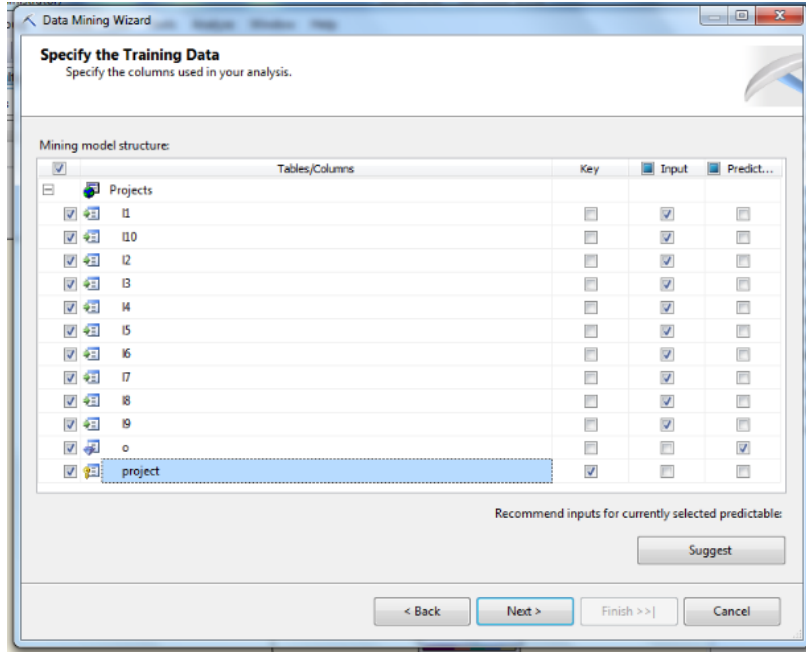 Data Mining Wizard
Specify the Training Data
Specify the columns used in your analysis.
Mining model structure:
Tables/Columns Key Input Predict...
Projects
I1
I10
I2
I3
I4
I5
I6
I7
I8
I9
o
project
Recommend inputs for currently selected predictable:
Suggest
< Back Next > Finish >>| Cancel